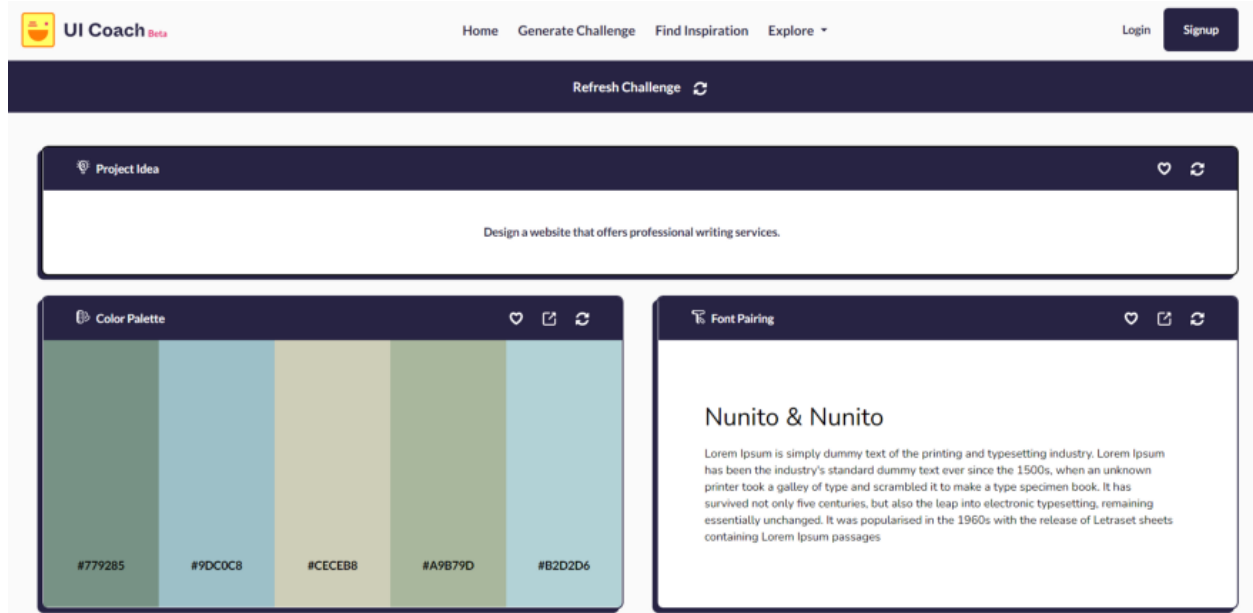 UI Coach Beta
Home Generate Challenge Find Inspiration Explore
Login Signup
Refresh Challenge
Project Idea
Design a website that offers professional writing services.
Color Palette
#779285 #9DC0C8 #CECEB8 #A9B79D #B2D2D6
Font Pairing
Nunito & Nunito
Lorem Ipsum is simply dummy text of the printing and typesetting industry. Lorem Ipsum
has been the industry's standard dummy text ever since the 1500s, when an unknown
printer took a galley of type and scrambled it to make a type specimen book. It has
survived not only five centuries, but also the leap into electronic typesetting, remaining
essentially unchanged. It was popularised in the 1960s with the release of Letraset sheets
containing Lorem Ipsum passages